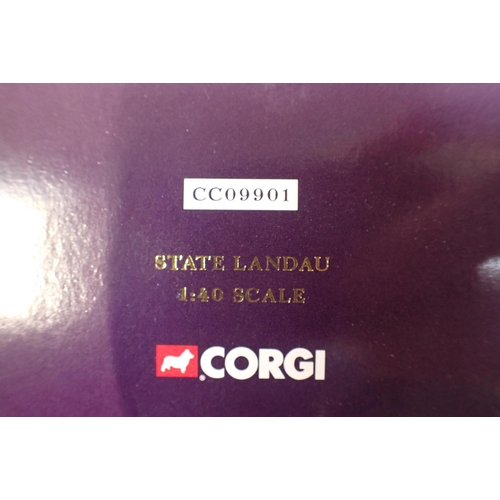 CC09901
STATE LANDAU
1:40 SCALE
CORGI